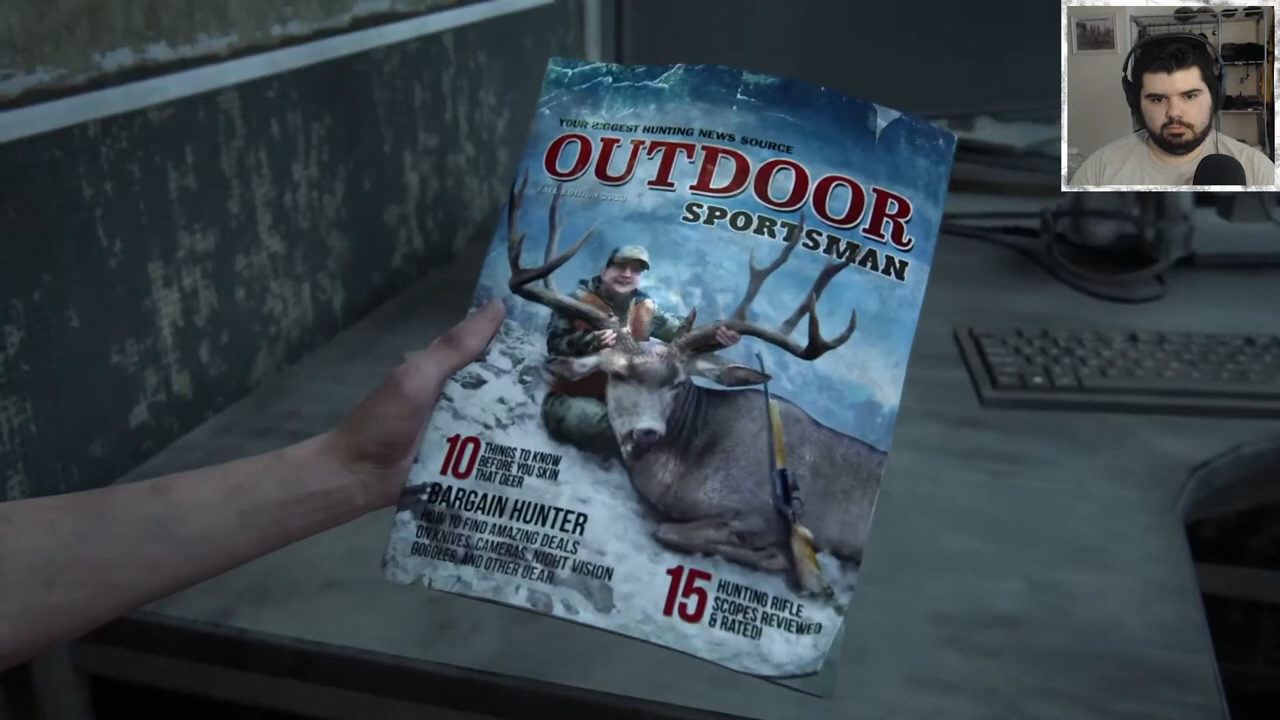 YOUR BIGGEST HUNTING NEWS SOURCE
OUTDOOR
FALL EDITION
SPORTSMAN
10 THINGS TO KNOW
BEFORE YOU SKIN
THAT DEER
BARGAIN HUNTER
HOW TO FIND AMAZING DEALS
ON KNIVES, CAMERAS, NIGHT VISION
GOGGLES, AND OTHER GEAR
15 HUNTING RIFLE
SCOPES REVIEWED
& RATED!